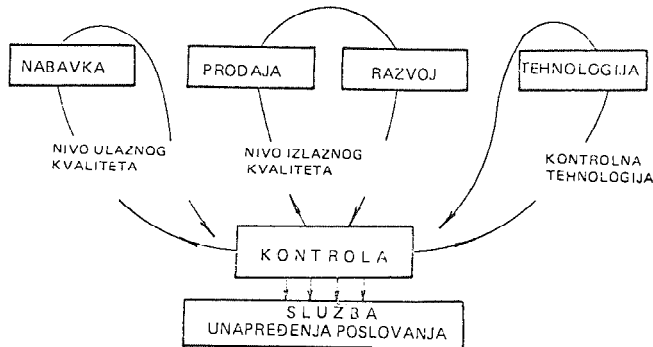 NABAVKA
PRODAJA
RAZVOJ
TEHNOLOGIJA
NIVO ULAZNOG
KVALITETA
NIVO IZLAZNOG
KVALITETA
KONTROLNA
TEHNOLOGIJA
KONTROLA
SLUŽBA
UNAPREĐENJA POSLOVANJA